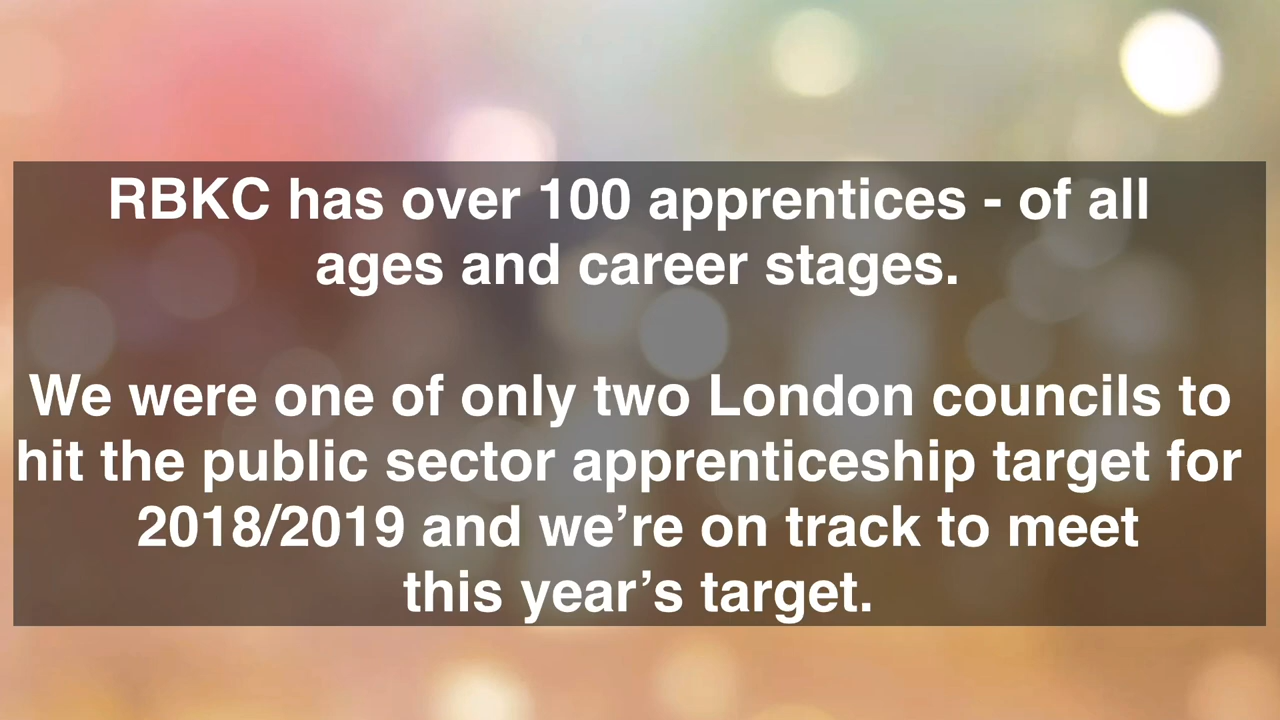 RBKC has over 100 apprentices - of all
ages and career stages.
We were one of only two London councils to
hit the public sector apprenticeship target for
2018/2019 and we’re on track to meet
this year’s target.